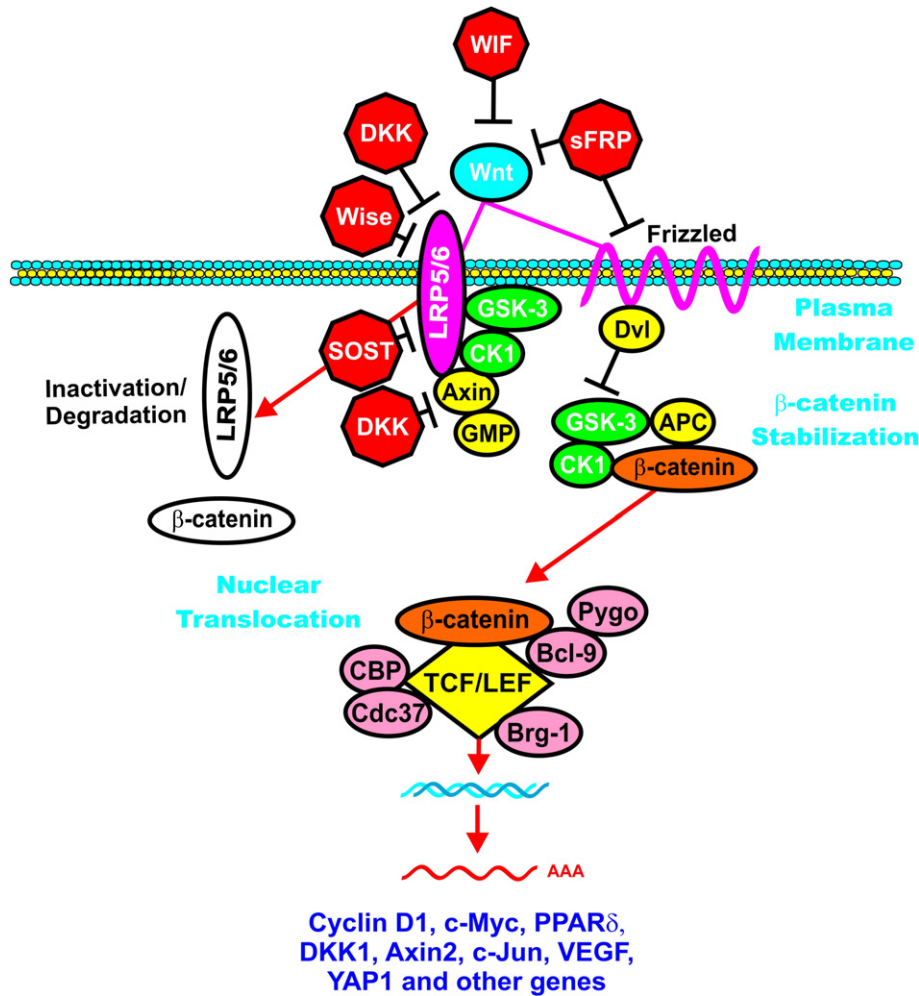 WIF
DKK
sFRP
Wnt
Wise
Frizzled
LRP5/6
GSK-3
Plasma
Membrane
Dvl
SOST
CK1
Inactivation/
Degradation
LRP5/6
Axin
DKK
GMP
GSK-3
APC
β-catenin
Stabilization
CK1
β-catenin
β-catenin
Nuclear
Translocation
β-catenin
Pygo
Bcl-9
CBP
TCF/LEF
Cdc37
Brg-1
AAA
Cyclin D1, c-Myc, PPARδ,
DKK1, Axin2, c-Jun, VEGF,
YAP1 and other genes